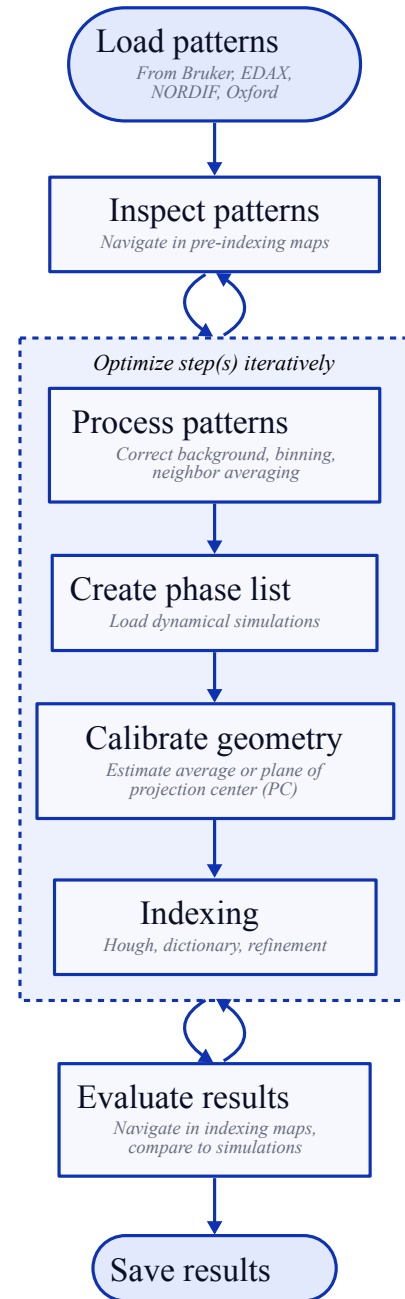 Load patterns
From Bruker, EDAX,
NORDIF, Oxford
Inspect patterns
Navigate in pre-indexing maps
Optimize step(s) iteratively
Process patterns
Correct background, binning,
neighbor averaging
Create phase list
Load dynamical simulations
Calibrate geometry
Estimate average or plane of
projection center (PC)
Indexing
Hough, dictionary, refinement
Evaluate results
Navigate in indexing maps,
compare to simulations
Save results